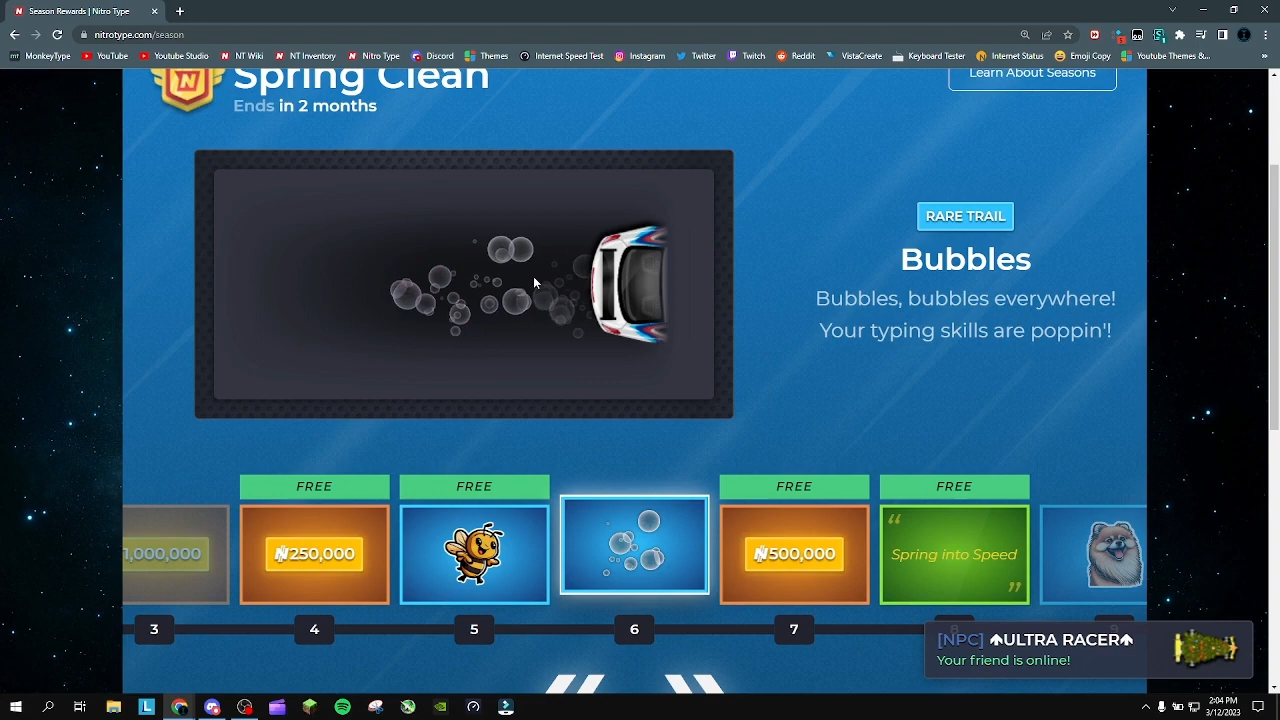 Season Rewards | Nitro Type
nitrotype.com/season
MonkeyType YouTube Youtube Studio NT Wiki NT Inventory Nitro Type Discord Themes Internet Speed Test Instagram Twitter Twitch Reddit VistaCreate Keyboard Tester Internet Status Emoji Copy Youtube Themes &...
Spring Clean
Ends in 2 months
Learn About Seasons
RARE TRAIL
Bubbles
Bubbles, bubbles everywhere!
Your typing skills are poppin'!
FREE FREE FREE FREE
1,000,000 ₦250,000 ₦500,000 “ Spring into Speed ”
3 4 5 6 7 8 9
[NPC] ♠ULTRA RACER♠
Your friend is online!
2:04 PM
3/12/2023